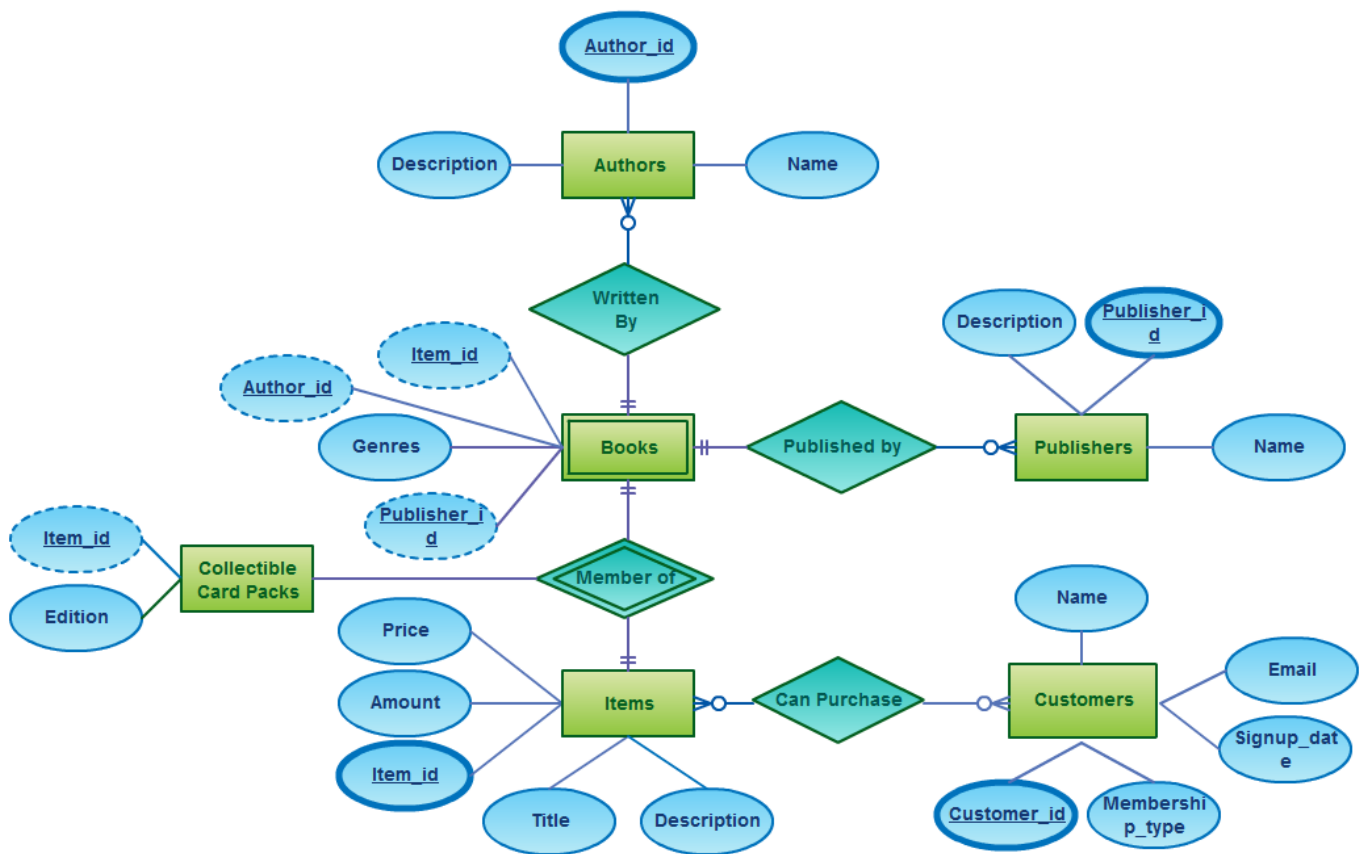 Author_id
Description
Authors
Name
Written
By
Description
Publisher_i
d
Item_id
Author_id
Genres
Books
Published by
Publishers
Name
Publisher_i
d
Item_id
Collectible
Card Packs
Member of
Edition
Price
Name
Email
Amount
Items
Can Purchase
Customers
Signup_dat
e
Item_id
Title
Description
Customer_id
Membershi
p_type